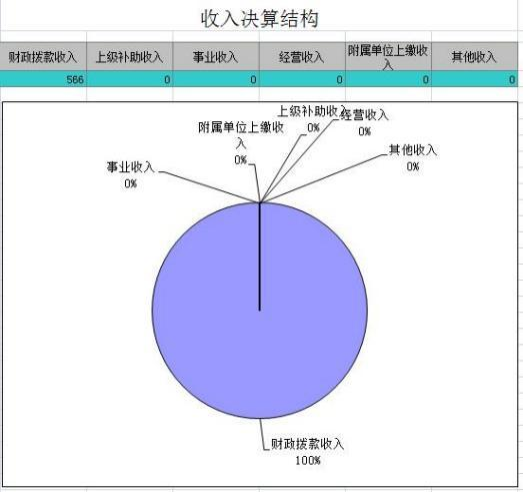 收入决算结构
财政拨款收入 上级补助收入 事业收入 经营收入 附属单位上缴收入 其他收入
566 0 0 0 0 0
上级补助收入
0%
经营收入
0%
附属单位上缴收
入
0%
其他收入
0%
事业收入
0%
财政拨款收入
100%